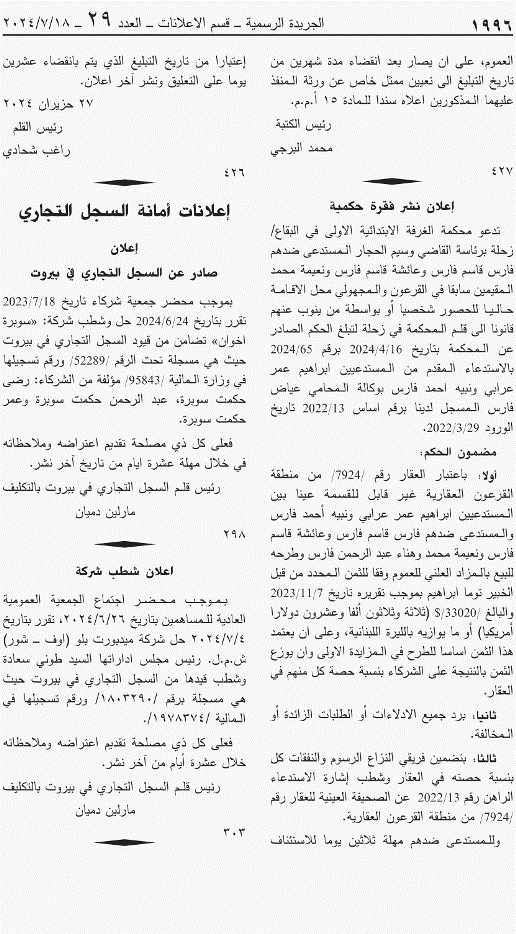 ١٩٩٦
الجريدة الرسمية ــ قسم الاعلانات ــ العدد ٢٩ ــ ٢٠٢٤/٧/١٨
العموم، على ان يصار بعد انقضاء مدة شهرين من
تاريخ التبليغ الى تعيين ممثل خاص عن ورثة المنفذ
عليهما المذكورين اعلاه سندا للمادة ١٥ أ.م.م.
رئيس الكتبة
محمد البرجي
٤٢٧
إعلان نشر فقرة حكمية
تدعو محكمة الغرفة الابتدائية الاولى في البقاع/
زحلة برئاسة القاضي وسيم الحجار المستدعى ضدهم
فارس قاسم فارس وعائشة قاسم فارس ونعيمة محمد
المقيمين سابقا في القرعون والمجهولي محل الاقامة
حاليا للحضور شخصيا أو بواسطة من ينوب عنهم
قانونا الى قلم المحكمة في زحلة لتبلغ الحكم الصادر
عن المحكمة بتاريخ 2024/4/16 برقم 2024/65
بالاستدعاء المقدم من المستدعيين ابراهيم عمر
عرابي ونبيه احمد فارس بوكالة المحامي عياض
فارس المسجل لدينا برقم اساس 2022/13 تاريخ
الورود 2022/3/29.
مضمون الحكم:
أولا: باعتبار العقار رقم /7924/ من منطقة
القرعون العقارية غير قابل للقسمة عينا بين
المستدعيين ابراهيم عمر عرابي ونبيه أحمد فارس
والمستدعى ضدهم فارس قاسم فارس وعائشة قاسم
فارس ونعيمة محمد وهناء عبد الرحمن فارس وطرحه
للبيع بالمزاد العلني للعموم وفقا للثمن المحدد من قبل
الخبير توما ابراهيم بموجب تقريره تاريخ 2023/11/7
والبالغ /33020/$ (ثلاثة وثلاثون ألفا وعشرون دولارا
أمريكيا) أو ما يوازيه بالليرة اللبنانية، وعلى ان يعتمد
هذا الثمن اساسا للطرح في المزايدة الاولى وان يوزع
الثمن بالنتيجة على الشركاء بنسبة حصة كل منهم في
العقار.
ثانيا: برد جميع الادلاءات أو الطلبات الزائدة أو
المخالفة.
ثالثا: بتضمين فريقي النزاع الرسوم والنفقات كل
بنسبة حصته في العقار وشطب إشارة الاستدعاء
الراهن رقم 2022/13 عن الصحيفة العينية للعقار رقم
/7924/ من منطقة القرعون العقارية.
وللمستدعى ضدهم مهلة ثلاثين يوما للاستئناف
إعتبارا من تاريخ التبليغ الذي يتم بانقضاء عشرين
يوما على التعليق ونشر آخر اعلان.
٢٧ حزيران ٢٠٢٤
رئيس القلم
راغب شحادي
٤٢٦
إعلانات أمانة السجل التجاري
إعلان
صادر عن السجل التجاري في بيروت
بموجب محضر جمعية شركاء تاريخ 2023/7/18
تقرر بتاريخ 2024/6/24 حل وشطب شركة: «سوبرة
اخوان» تضامن من قيود السجل التجاري في بيروت
حيث هي مسجلة تحت الرقم /52289/ ورقم تسجيلها
في وزارة المالية /95843/ مؤلفة من الشركاء: رضى
حكمت سوبرة، عبد الرحمن حكمت سوبرة وعمر
حكمت سوبرة.
فعلى كل ذي مصلحة تقديم اعتراضه وملاحظاته
في خلال مهلة عشرة ايام من تاريخ آخر نشر.
رئيس قلم السجل التجاري في بيروت بالتكليف
مارلين دميان
٢٩٨
اعلان شطب شركة
بموجب محضر اجتماع الجمعية العمومية
العادية للمساهمين بتاريخ ٢٠٢٤/٦/٢٦، تقرر بتاريخ
٢٠٢٤/٧/٤ حل شركة ميدبورت بلو (اوف ــ شور)
ش.م.ل. رئيس مجلس اداراتها السيد طوني سعادة
وشطب قيدها من السجل التجاري في بيروت حيث
هي مسجلة برقم /١٨٠٣٢٩٠/ ورقم تسجيلها في
المالية /١٩٧٨٣٧٤/.
فعلى كل ذي مصلحة تقديم اعتراضه وملاحظاته
خلال عشرة أيام من آخر نشر.
رئيس قلم السجل التجاري في بيروت بالتكليف
مارلين دميان
٣٠٣